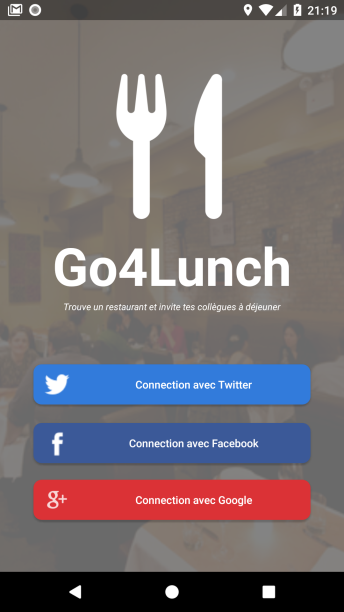 21:19
Go4Lunch
Trouve un restaurant et invite tes collègues à déjeuner
Connection avec Twitter
f
Connection avec Facebook
g+
Connection avec Google